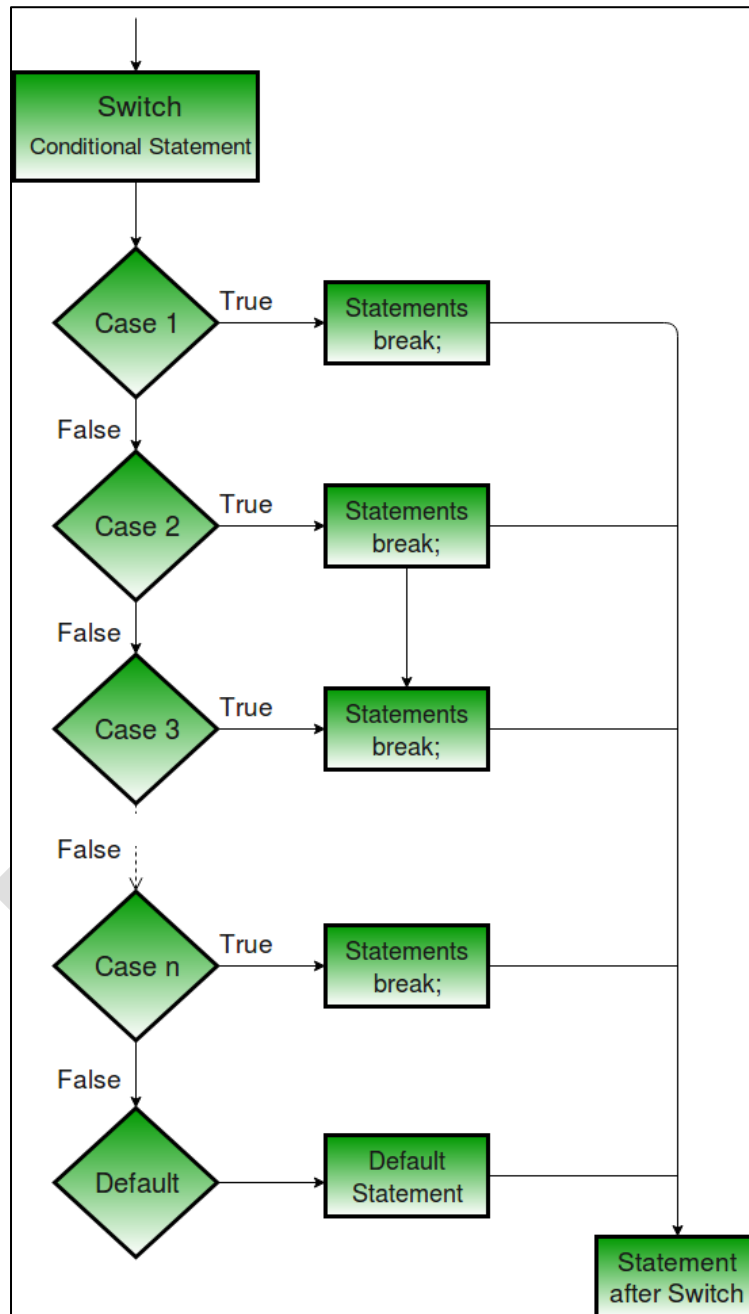 Switch
Conditional Statement
Case 1
True
Statements
break;
False
Case 2
True
Statements
break;
False
Case 3
True
Statements
break;
False
Case n
True
Statements
break;
False
Default
Default
Statement
Statement
after Switch